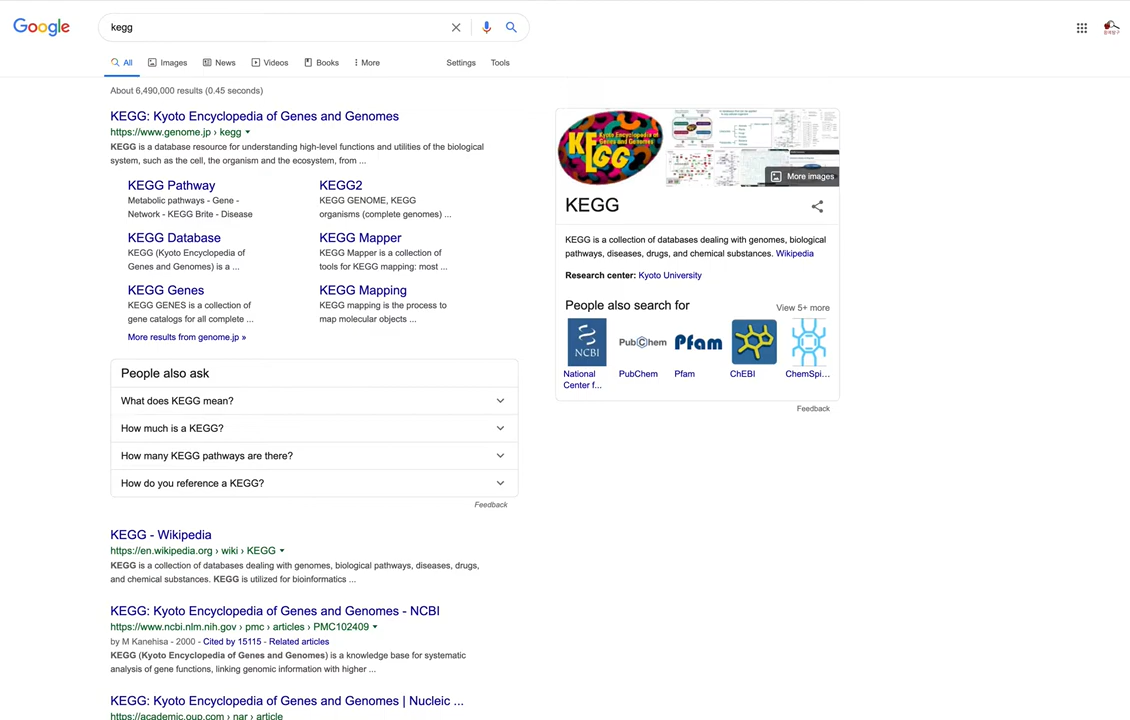 Google
kegg
All
Images
News
Videos
Books
More
Settings
Tools
About 6,490,000 results (0.45 seconds)
KEGG: Kyoto Encyclopedia of Genes and Genomes
https://www.genome.jp › kegg
KEGG is a database resource for understanding high-level functions and utilities of the biological
system, such as the cell, the organism and the ecosystem, from ...
KEGG Pathway
Metabolic pathways - Gene -
Network - KEGG Brite - Disease
KEGG2
KEGG GENOME, KEGG
organisms (complete genomes) ...
KEGG Database
KEGG (Kyoto Encyclopedia of
Genes and Genomes) is a ...
KEGG Mapper
KEGG Mapper is a collection of
tools for KEGG mapping: most ...
KEGG Genes
KEGG GENES is a collection of
gene catalogs for all complete ...
KEGG Mapping
KEGG mapping is the process to
map molecular objects ...
More results from genome.jp »
People also ask
What does KEGG mean?
How much is a KEGG?
How many KEGG pathways are there?
How do you reference a KEGG?
Feedback
KEGG - Wikipedia
https://en.wikipedia.org › wiki › KEGG
KEGG is a collection of databases dealing with genomes, biological pathways, diseases, drugs,
and chemical substances. KEGG is utilized for bioinformatics ...
KEGG: Kyoto Encyclopedia of Genes and Genomes - NCBI
https://www.ncbi.nlm.nih.gov › pmc › articles › PMC102409
by M Kanehisa - 2000 - Cited by 15115 - Related articles
KEGG (Kyoto Encyclopedia of Genes and Genomes) is a knowledge base for systematic
analysis of gene functions, linking genomic information with higher ...
KEGG: Kyoto Encyclopedia of Genes and Genomes | Nucleic ...
https://academic.oup.com › nar › article
Kyoto Encyclopedia
of Genes and Genomes
KEGG
More images
KEGG
KEGG is a collection of databases dealing with genomes, biological
pathways, diseases, drugs, and chemical substances. Wikipedia
Research center: Kyoto University
People also search for
View 5+ more
NCBI
PubChem
Pfam
National
Center f...
PubChem
Pfam
ChEBI
ChemSpi...
Feedback